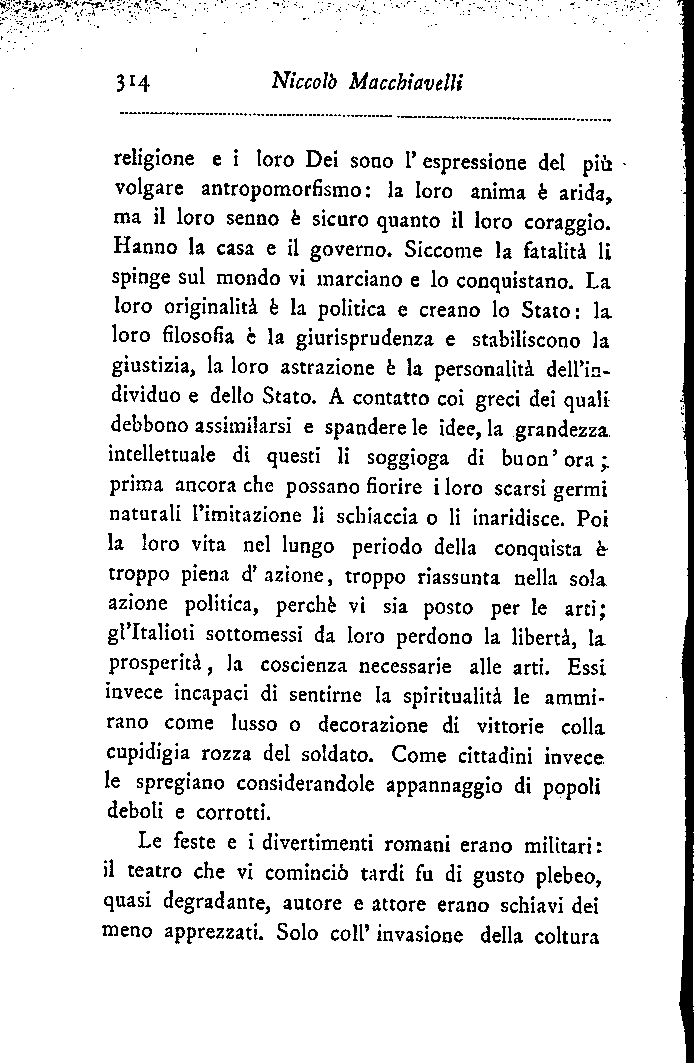 314 Niccolò Macchiavelli
religione e i loro Dei sono l' espressione del più
volgare antropomorfismo: la loro anima è arida,
ma il loro senno è sicuro quanto il loro coraggio.
Hanno la casa e il governo. Siccome la fatalità li
spinge sul mondo vi marciano e lo conquistano. La
loro originalità è la politica e creano lo Stato: la
loro filosofia è la giurisprudenza e stabiliscono la
giustizia, la loro astrazione è la personalità dell'in-
dividuo e dello Stato. A contatto coi greci dei quali
debbono assimilarsi e spandere le idee, la grandezza
intellettuale di questi li soggioga di buon' ora;
prima ancora che possano fiorire i loro scarsi germi
naturali l'imitazione li schiaccia o li inaridisce. Poi
la loro vita nel lungo periodo della conquista è
troppo piena d' azione, troppo riassunta nella sola
azione politica, perchè vi sia posto per le arti;
gl'Italioti sottomessi da loro perdono la libertà, la
prosperità, la coscienza necessarie alle arti. Essi
invece incapaci di sentirne la spiritualità le ammi-
rano come lusso o decorazione di vittorie colla
cupidigia rozza del soldato. Come cittadini invece
le spregiano considerandole appannaggio di popoli
deboli e corrotti.
Le feste e i divertimenti romani erano militari:
il teatro che vi cominciò tardi fu di gusto plebeo,
quasi degradante, autore e attore erano schiavi dei
meno apprezzati. Solo coll' invasione della coltura